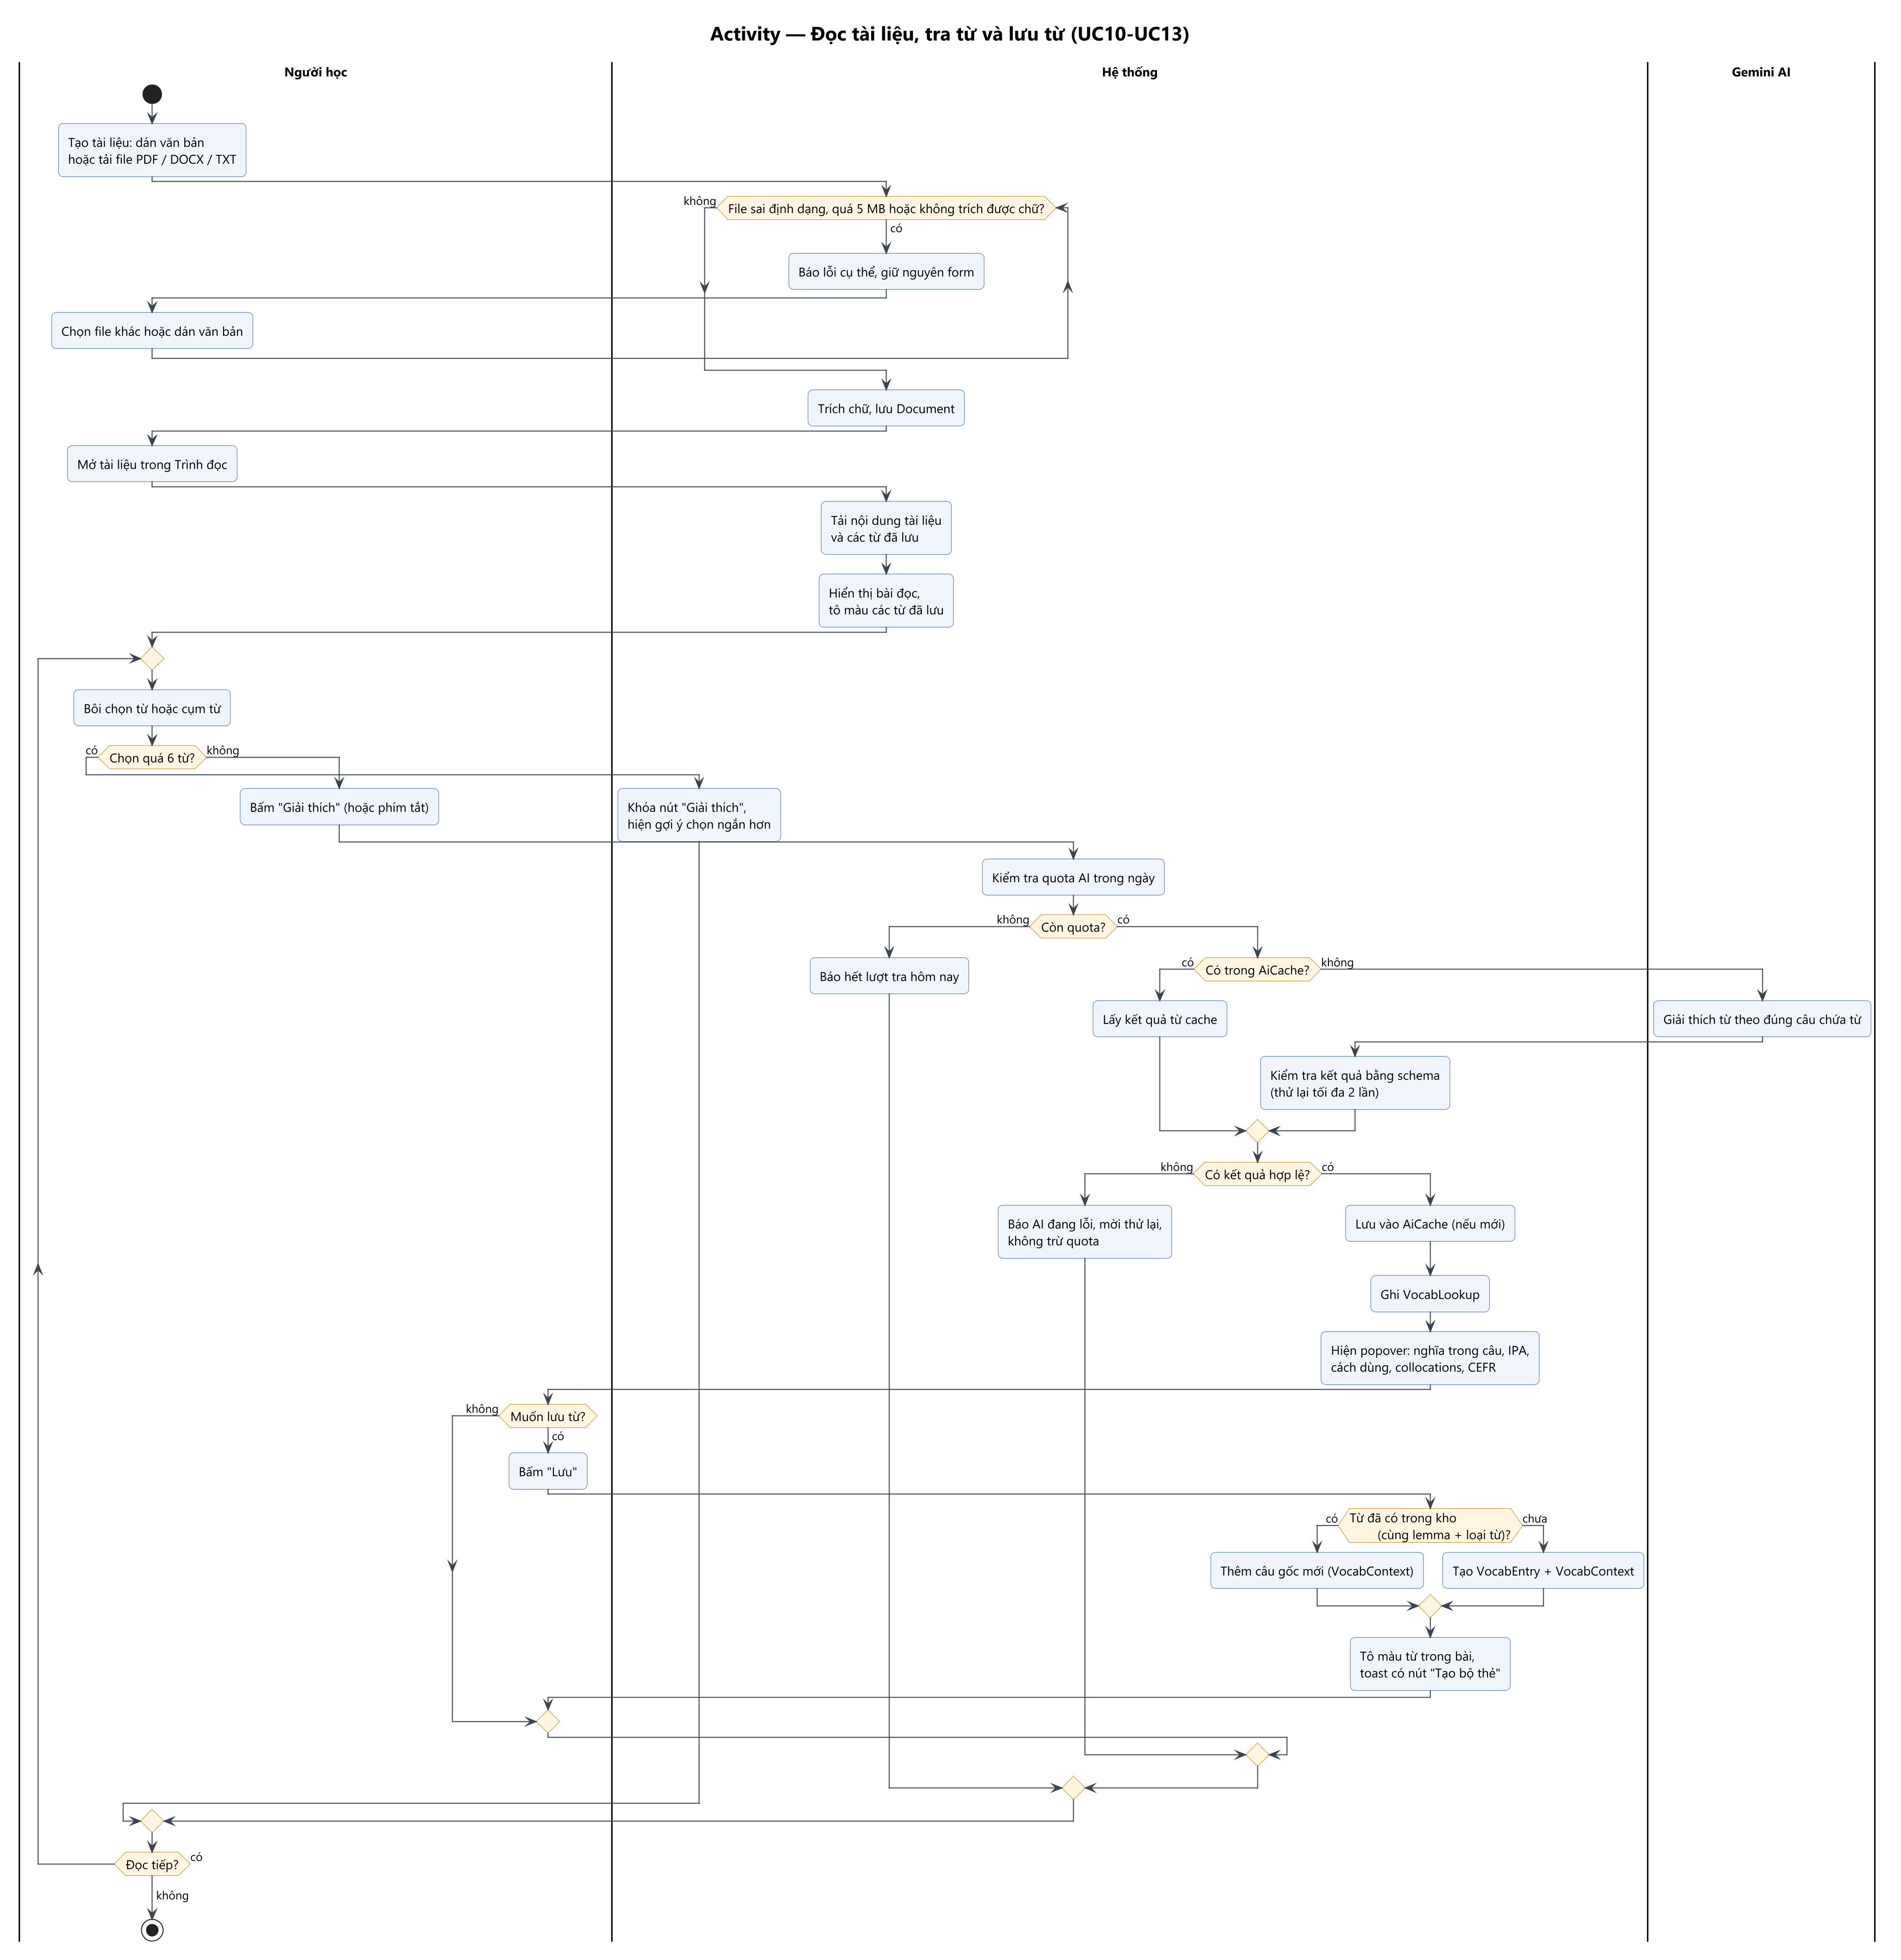 Activity — Đọc tài liệu, tra từ và lưu từ (UC10-UC13)
Người học
Hệ thống
Gemini AI
Tạo tài liệu: dán văn bản
hoặc tải file PDF / DOCX / TXT
không
File sai định dạng, quá 5 MB hoặc không trích được chữ?
có
Báo lỗi cụ thể, giữ nguyên form
Chọn file khác hoặc dán văn bản
Trích chữ, lưu Document
Mở tài liệu trong Trình đọc
Tải nội dung tài liệu
và các từ đã lưu
Hiển thị bài đọc,
tô màu các từ đã lưu
Bôi chọn từ hoặc cụm từ
có
Chọn quá 6 từ?
không
Bấm "Giải thích" (hoặc phím tắt)
Khóa nút "Giải thích",
hiện gợi ý chọn ngắn hơn
Kiểm tra quota AI trong ngày
không
Còn quota?
có
Báo hết lượt tra hôm nay
có
Có trong AiCache?
không
Lấy kết quả từ cache
Giải thích từ theo đúng câu chứa từ
Kiểm tra kết quả bằng schema
(thử lại tối đa 2 lần)
không
Có kết quả hợp lệ?
có
Báo AI đang lỗi, mời thử lại,
không trừ quota
Lưu vào AiCache (nếu mới)
Ghi VocabLookup
Hiện popover: nghĩa trong câu, IPA,
cách dùng, collocations, CEFR
không
Muốn lưu từ?
có
Bấm "Lưu"
có
Từ đã có trong kho
(cùng lemma + loại từ)?
chưa
Thêm câu gốc mới (VocabContext)
Tạo VocabEntry + VocabContext
Tô màu từ trong bài,
toast có nút "Tạo bộ thẻ"
Đọc tiếp?
có
không